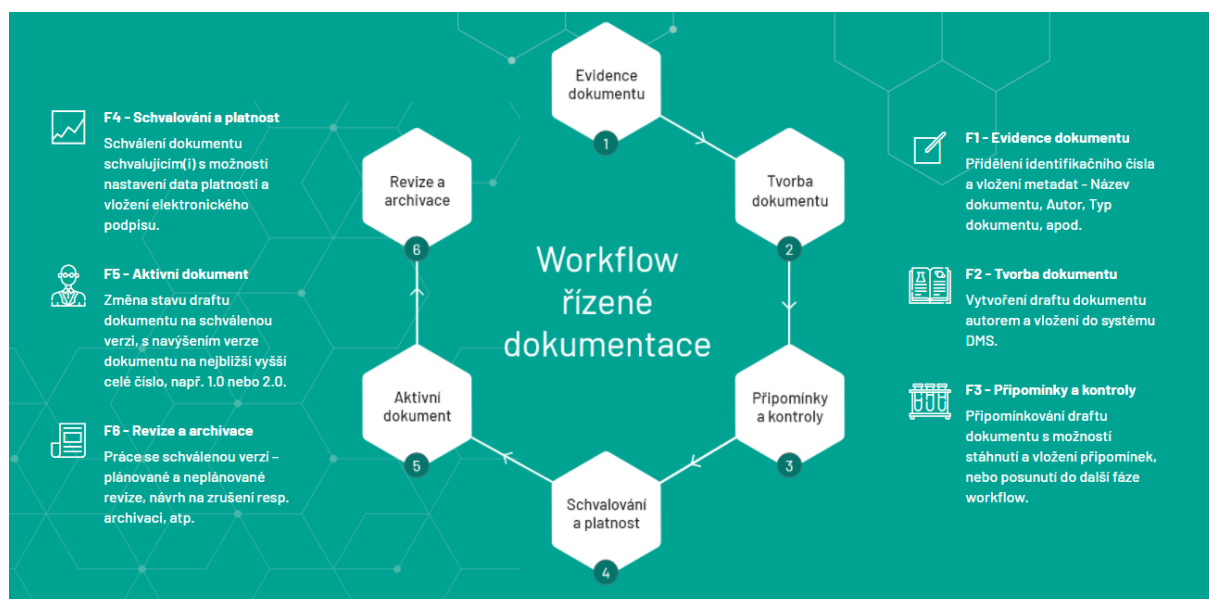 Evidence
dokumentu
1
Tvorba
dokumentu
2
Připomínky
a kontroly
3
Schvalování
a platnost
4
Aktivní
dokument
5
Revize a
archivace
6
Workflow
řízené
dokumentace
F4 - Schvalování a platnost
Schválení dokumentu
schvalujícím(i) s možností
nastavení data platnosti a
vložení elektronického
podpisu.
F5 - Aktivní dokument
Změna stavu draftu
dokumentu na schválenou
verzi, s navýšením verze
dokumentu na nejbližší vyšší
celé číslo, např. 1.0 nebo 2.0.
F6 - Revize a archivace
Práce se schválenou verzí –
plánované a neplánované
revize, návrh na zrušení resp.
archivaci, atp.
F1 - Evidence dokumentu
Přidělení identifikačního čísla
a vložení metadat - Název
dokumentu, Autor, Typ
dokumentu, apod.
F2 - Tvorba dokumentu
Vytvoření draftu dokumentu
autorem a vložení do systému
DMS.
F3 - Připomínky a kontroly
Připomínkování draftu
dokumentu s možností
stáhnutí a vložení připomínek,
nebo posunutí do další fáze
workflow.